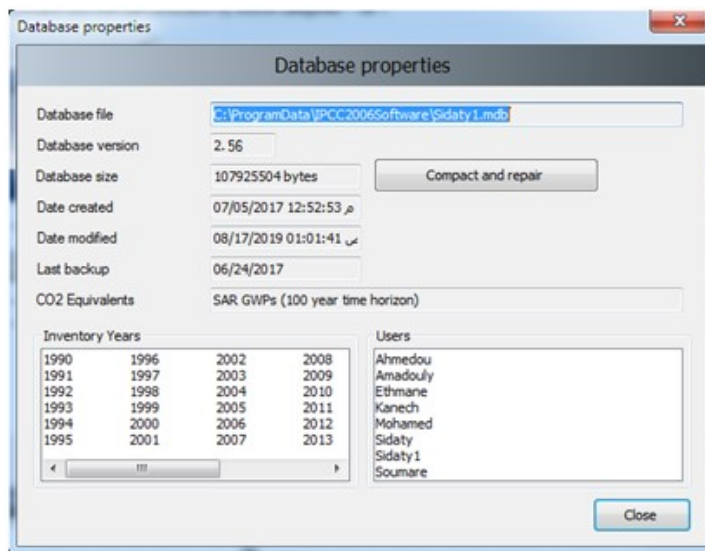 Database properties
Database properties
Database file C:\ProgramData\IPCC2006Software\Sidaty1.mdb
Database version 2.56
Database size 107925504 bytes Compact and repair
Date created 07/05/2017 12:52:53 م
Date modified 08/17/2019 01:01:41 ص
Last backup 06/24/2017
CO2 Equivalents SAR GWPs (100 year time horizon)
Inventory Years Users
1990 1996 2002 2008 Ahmedou
1991 1997 2003 2009 Amadouly
1992 1998 2004 2010 Ethmane
1993 1999 2005 2011 Kanech
1994 2000 2006 2012 Mohamed
1995 2001 2007 2013 Sidaty
Sidaty1
Soumare
Close